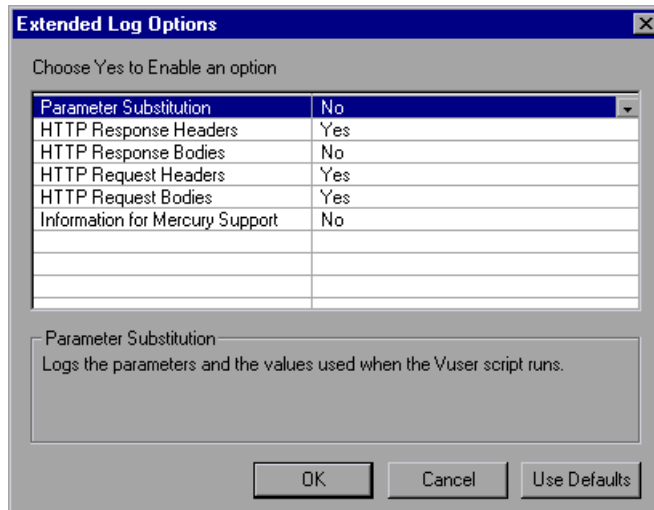 Extended Log Options
Choose Yes to Enable an option
Parameter Substitution No
HTTP Response Headers Yes
HTTP Response Bodies No
HTTP Request Headers Yes
HTTP Request Bodies Yes
Information for Mercury Support No
Parameter Substitution
Logs the parameters and the values used when the Vuser script runs.
OK Cancel Use Defaults